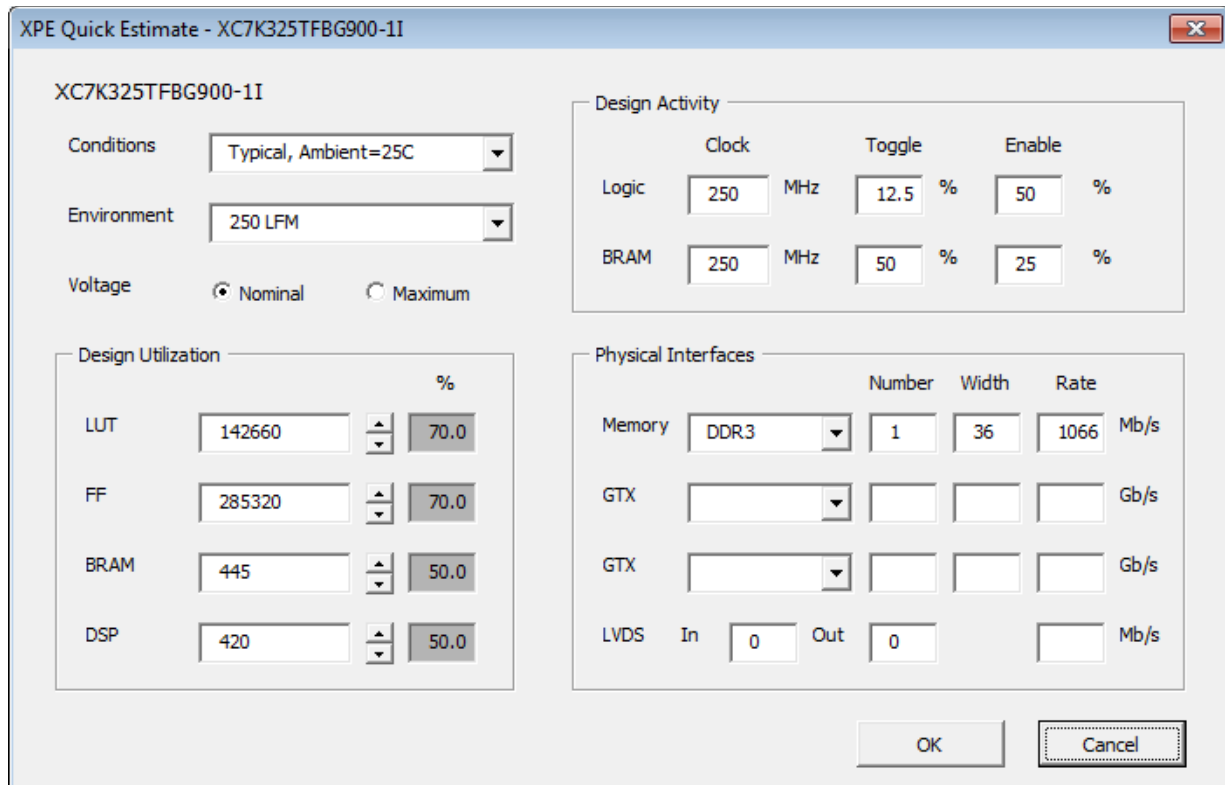 XPE Quick Estimate - XC7K325TFBG900-1I
XC7K325TFBG900-1I
Conditions Typical, Ambient=25C
Environment 250 LFM
Voltage Nominal Maximum
Design Activity
Clock Toggle Enable
Logic 250 MHz 12.5 % 50 %
BRAM 250 MHz 50 % 25 %
Design Utilization
%
LUT 142660 70.0
FF 285320 70.0
BRAM 445 50.0
DSP 420 50.0
Physical Interfaces
Number Width Rate
Memory DDR3 1 36 1066 Mb/s
GTX Gb/s
GTX Gb/s
LVDS In 0 Out 0 Mb/s
OK Cancel